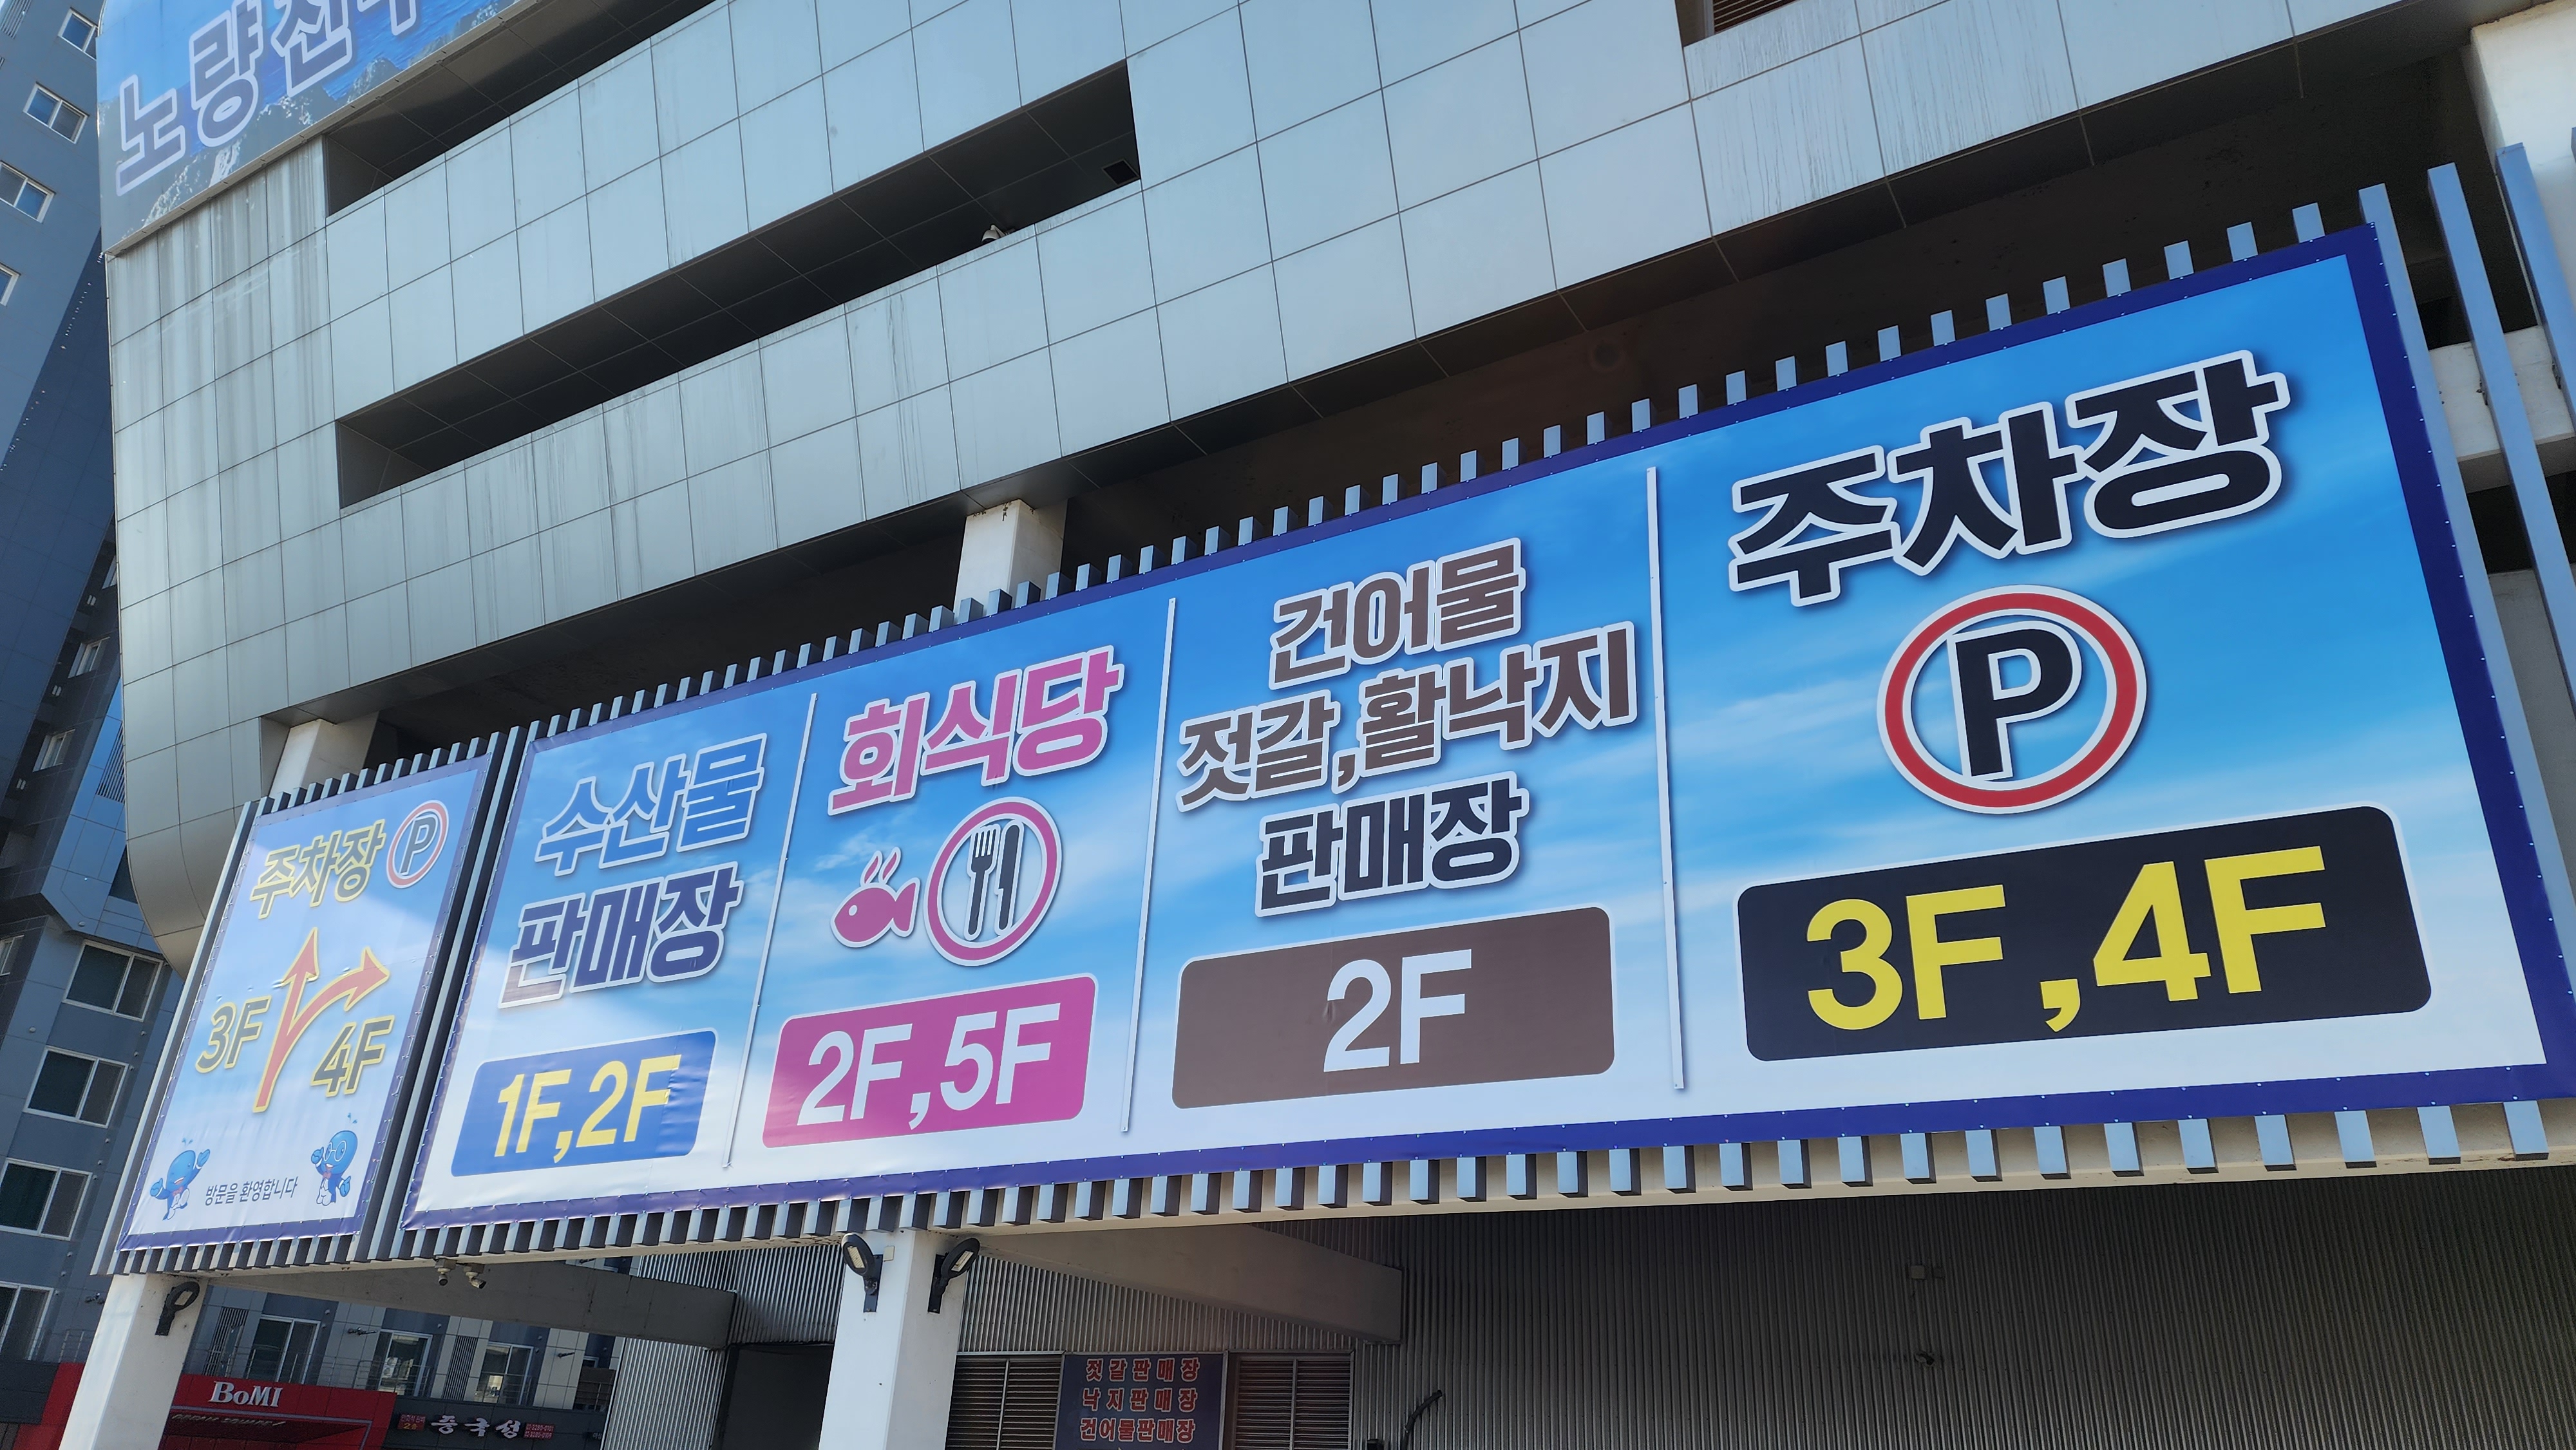 노량진수
주차장 P
3F
4F
방문을 환영합니다
수산물
판매장
1F,2F
회식당
2F,5F
건어물
젓갈,활낙지
판매장
2F
주차장
P
3F,4F
BOMI
중국성
젓갈판매장
낙지판매장
건어물판매장